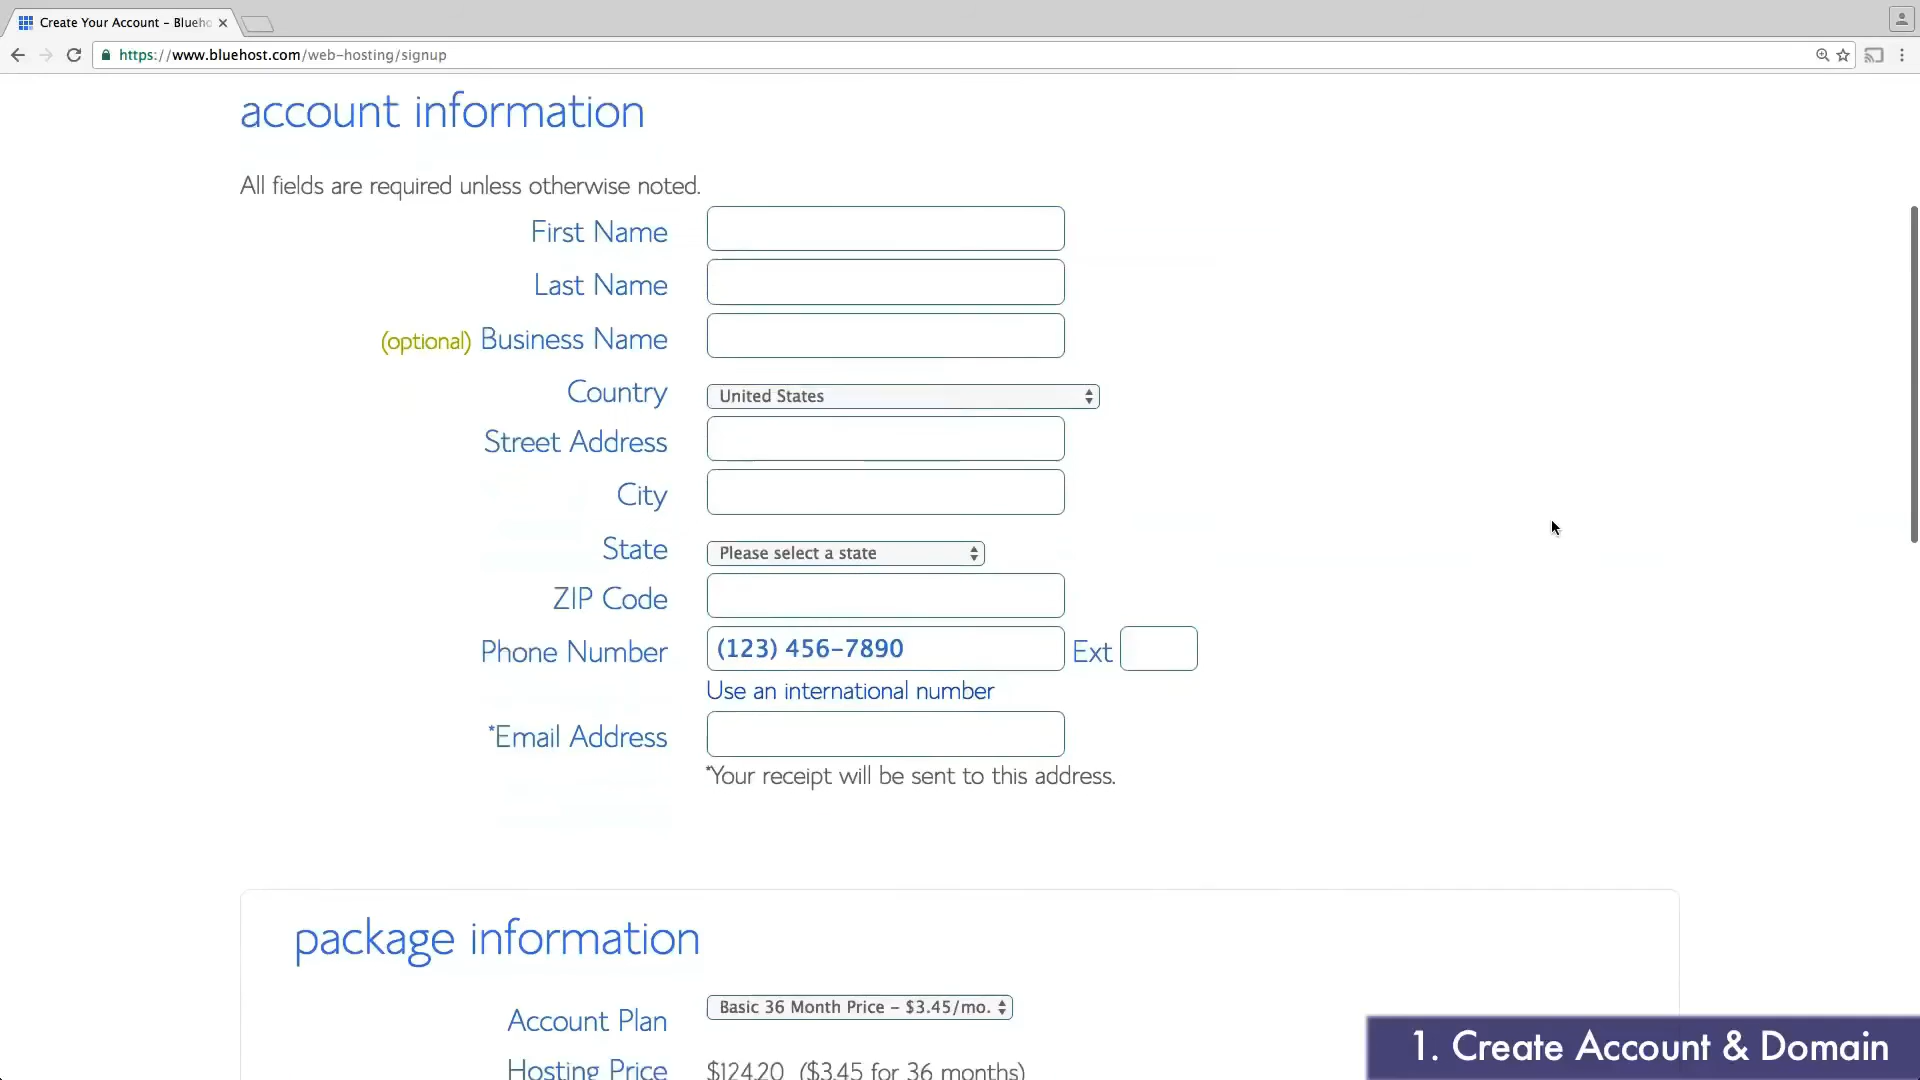 Create Your Account - Blueho
https://www.bluehost.com/web-hosting/signup
account information
All fields are required unless otherwise noted.
First Name
Last Name
(optional) Business Name
Country United States
Street Address
City
State Please select a state
ZIP Code
Phone Number (123) 456-7890 Ext
Use an international number
*Email Address
*Your receipt will be sent to this address.
package information
Account Plan Basic 36 Month Price - $3.45/mo.
Hosting Price $124.20 ($3.45 for 36 months)
1. Create Account & Domain